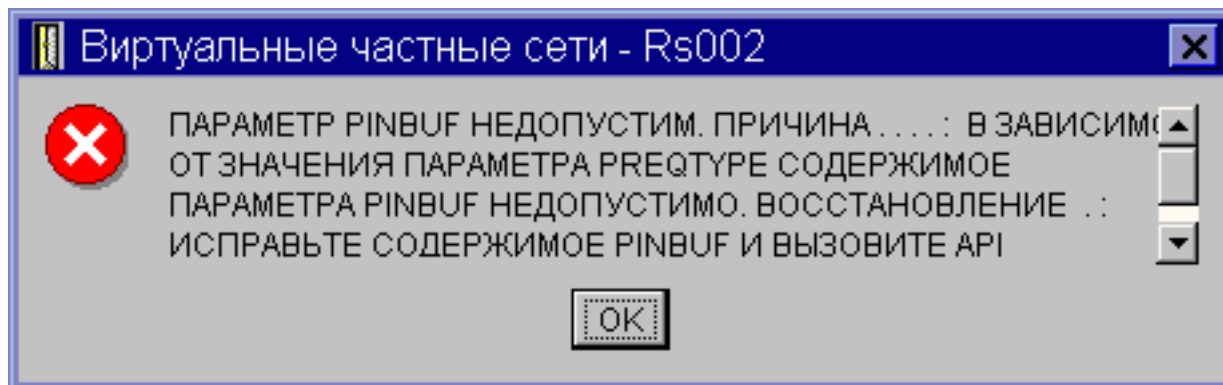 Виртуальные частные сети - Rs002
ПАРАМЕТР PINBUF НЕДОПУСТИМ. ПРИЧИНА . . . . : В ЗАВИСИМО
ОТ ЗНАЧЕНИЯ ПАРАМЕТРА PREQTYPE СОДЕРЖИМОЕ
ПАРАМЕТРА PINBUF НЕДОПУСТИМО. ВОССТАНОВЛЕНИЕ . :
ИСПРАВЬТЕ СОДЕРЖИМОЕ PINBUF И ВЫЗОВИТЕ API
OK